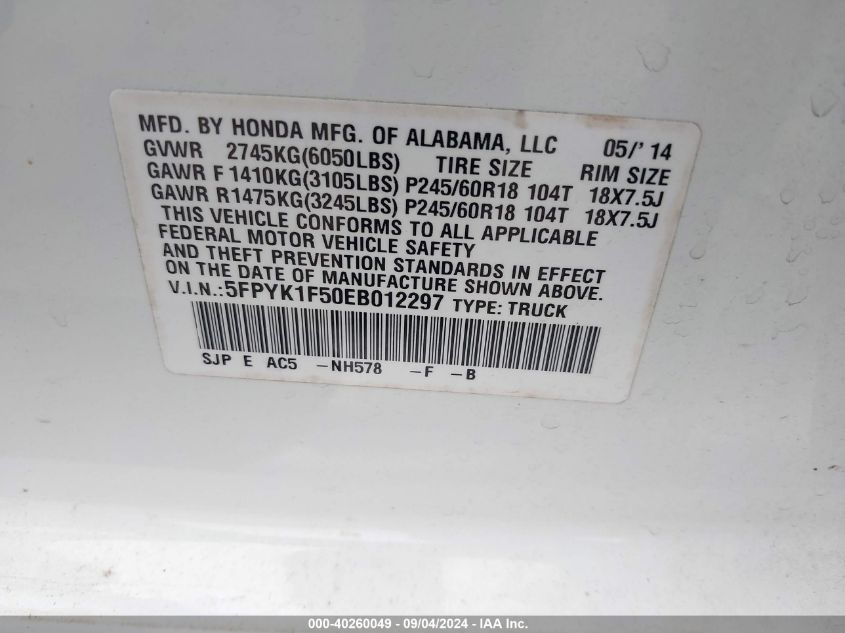 MFD. BY HONDA MFG. OF ALABAMA, LLC 05/' 14
GVWR 2745KG(6050LBS) TIRE SIZE RIM SIZE
GAWR F 1410KG(3105LBS) P245/60R18 104T 18X7.5J
GAWR R1475KG(3245LBS) P245/60R18 104T 18X7.5J
THIS VEHICLE CONFORMS TO ALL APPLICABLE
FEDERAL MOTOR VEHICLE SAFETY
AND THEFT PREVENTION STANDARDS IN EFFECT
ON THE DATE OF MANUFACTURE SHOWN ABOVE.
V.I.N.:5FPYK1F50EB012297 TYPE: TRUCK
SJP E AC5 -NH578 -F -B
000-40260049 - 09/04/2024 - IAA Inc.